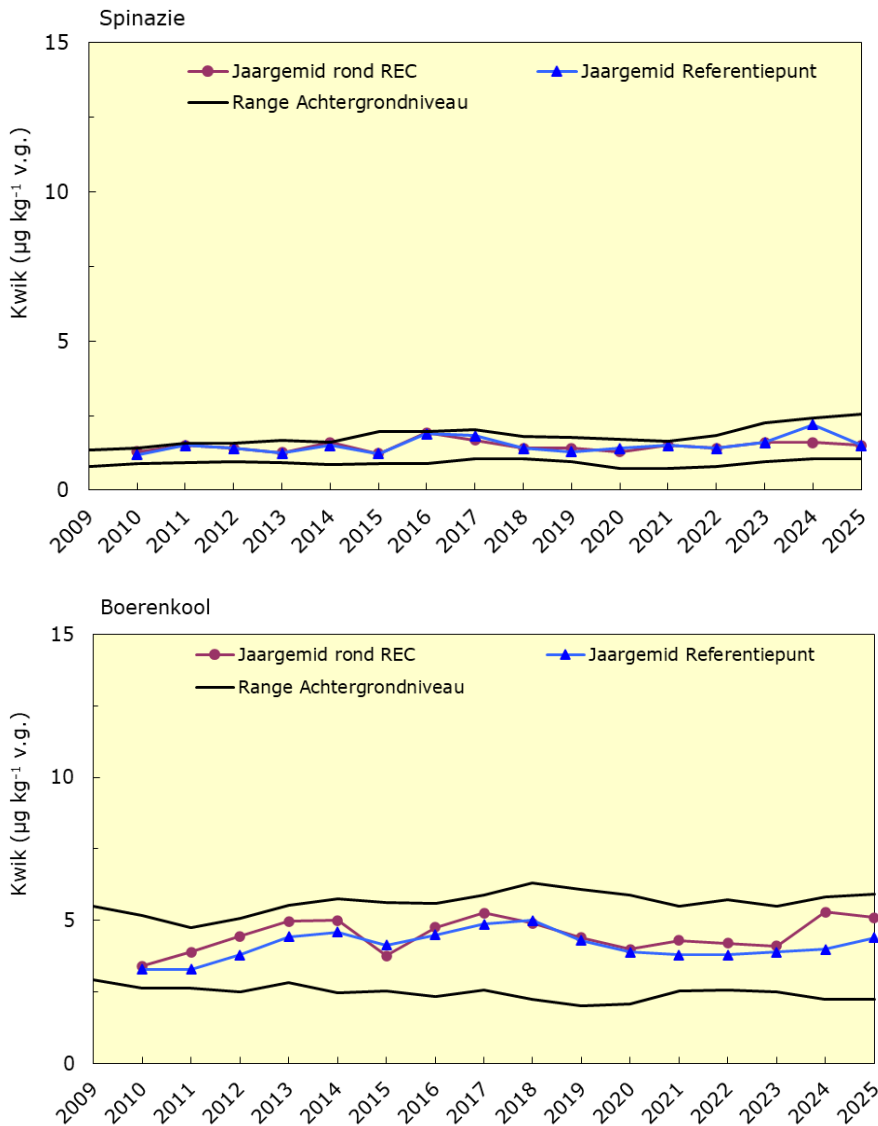 Spinazie
15
Jaargemid rond REC
Jaargemid Referentiepunt
Range Achtergrondniveau
10
Kwik (µg kg⁻¹ v.g.)
5
0
2009 2010 2011 2012 2013 2014 2015 2016 2017 2018 2019 2020 2021 2022 2023 2024 2025
Boerenkool
15
Jaargemid rond REC
Jaargemid Referentiepunt
Range Achtergrondniveau
10
Kwik (µg kg⁻¹ v.g.)
5
0
2009 2010 2011 2012 2013 2014 2015 2016 2017 2018 2019 2020 2021 2022 2023 2024 2025